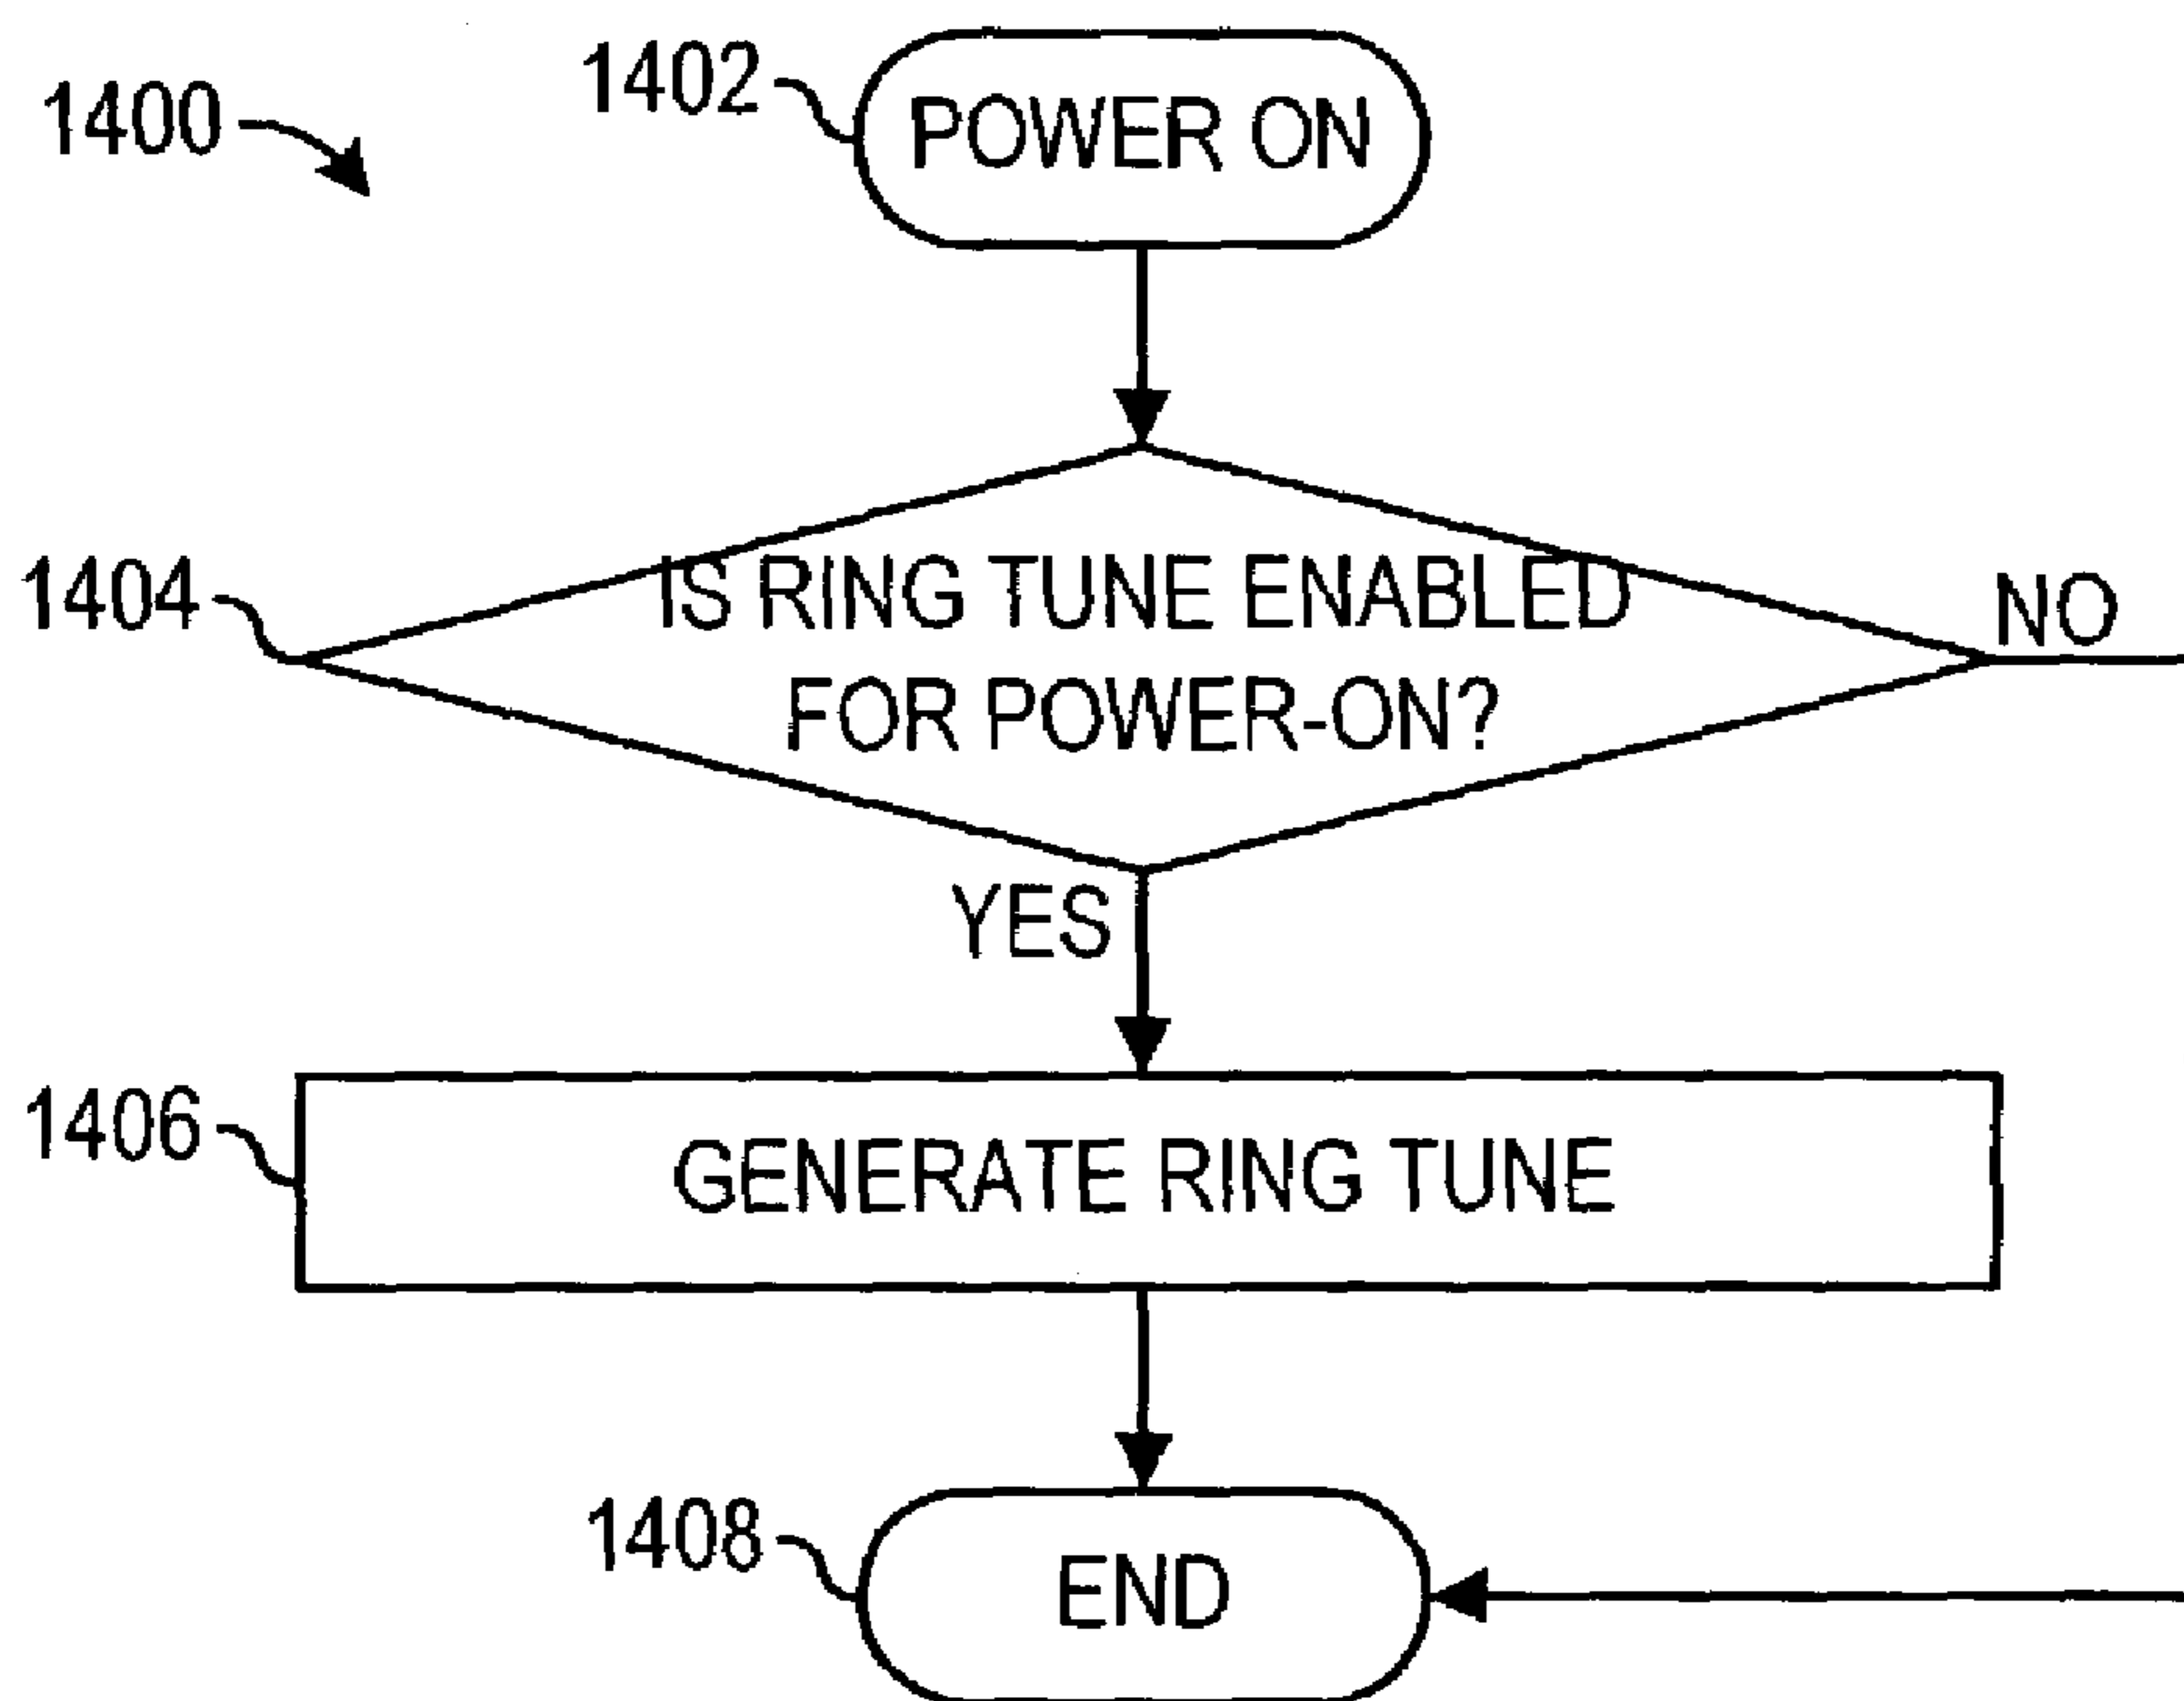 1400
1402
POWER ON
1404
IS RING TUNE ENABLED
FOR POWER-ON?
NO
YES
1406
GENERATE RING TUNE
1408
END